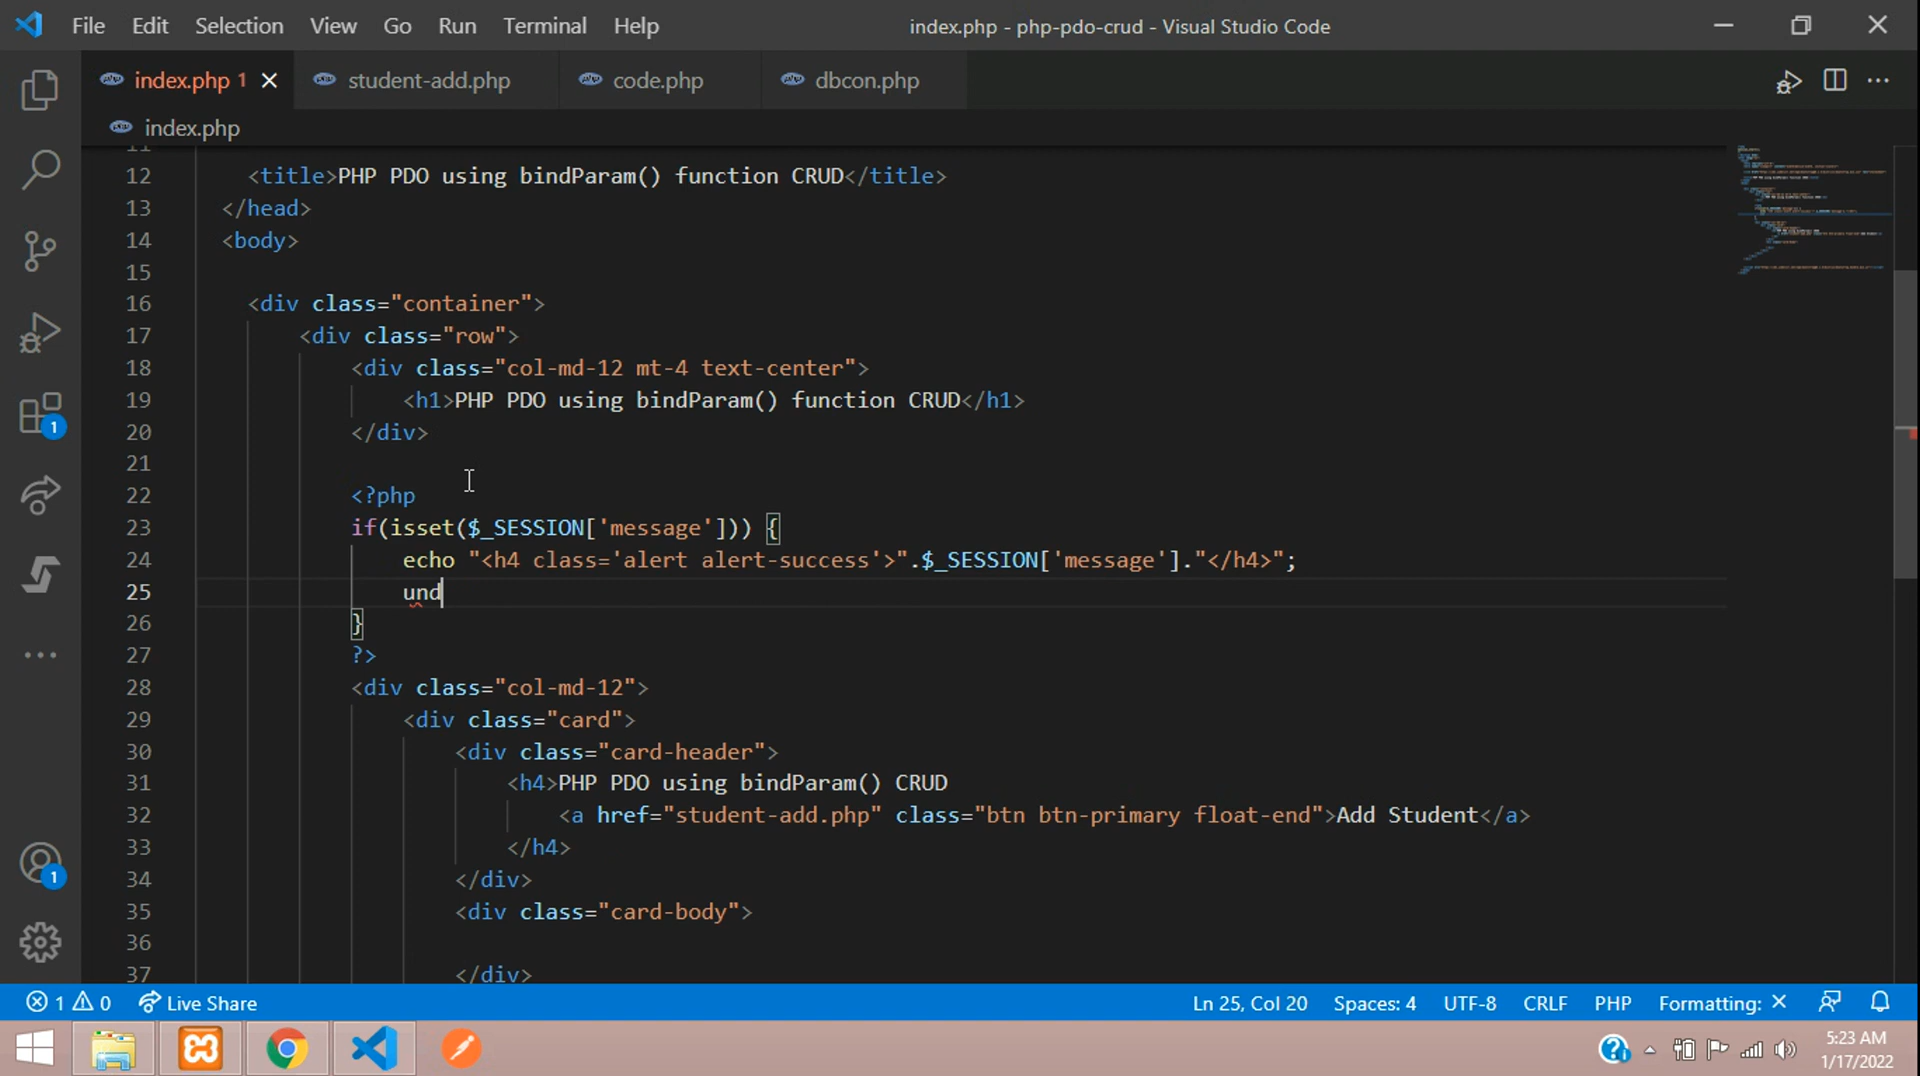 File Edit Selection View Go Run Terminal Help index.php - php-pdo-crud - Visual Studio Code
index.php 1 student-add.php code.php dbcon.php
index.php
11
12 <title>PHP PDO using bindParam() function CRUD</title>
13 </head>
14 <body>
15
16 <div class="container">
17 <div class="row">
18 <div class="col-md-12 mt-4 text-center">
19 <h1>PHP PDO using bindParam() function CRUD</h1>
20 </div>
21
22 <?php
23 if(isset($_SESSION['message'])) {
24 echo "<h4 class='alert alert-success'>".$_SESSION['message']."</h4>";
25 und
26 }
27 ?>
28 <div class="col-md-12">
29 <div class="card">
30 <div class="card-header">
31 <h4>PHP PDO using bindParam() CRUD
32 <a href="student-add.php" class="btn btn-primary float-end">Add Student</a>
33 </h4>
34 </div>
35 <div class="card-body">
36
37 </div>
1
1
1 0 Live Share Ln 25, Col 20 Spaces: 4 UTF-8 CRLF PHP Formatting: ×
5:23 AM
1/17/2022